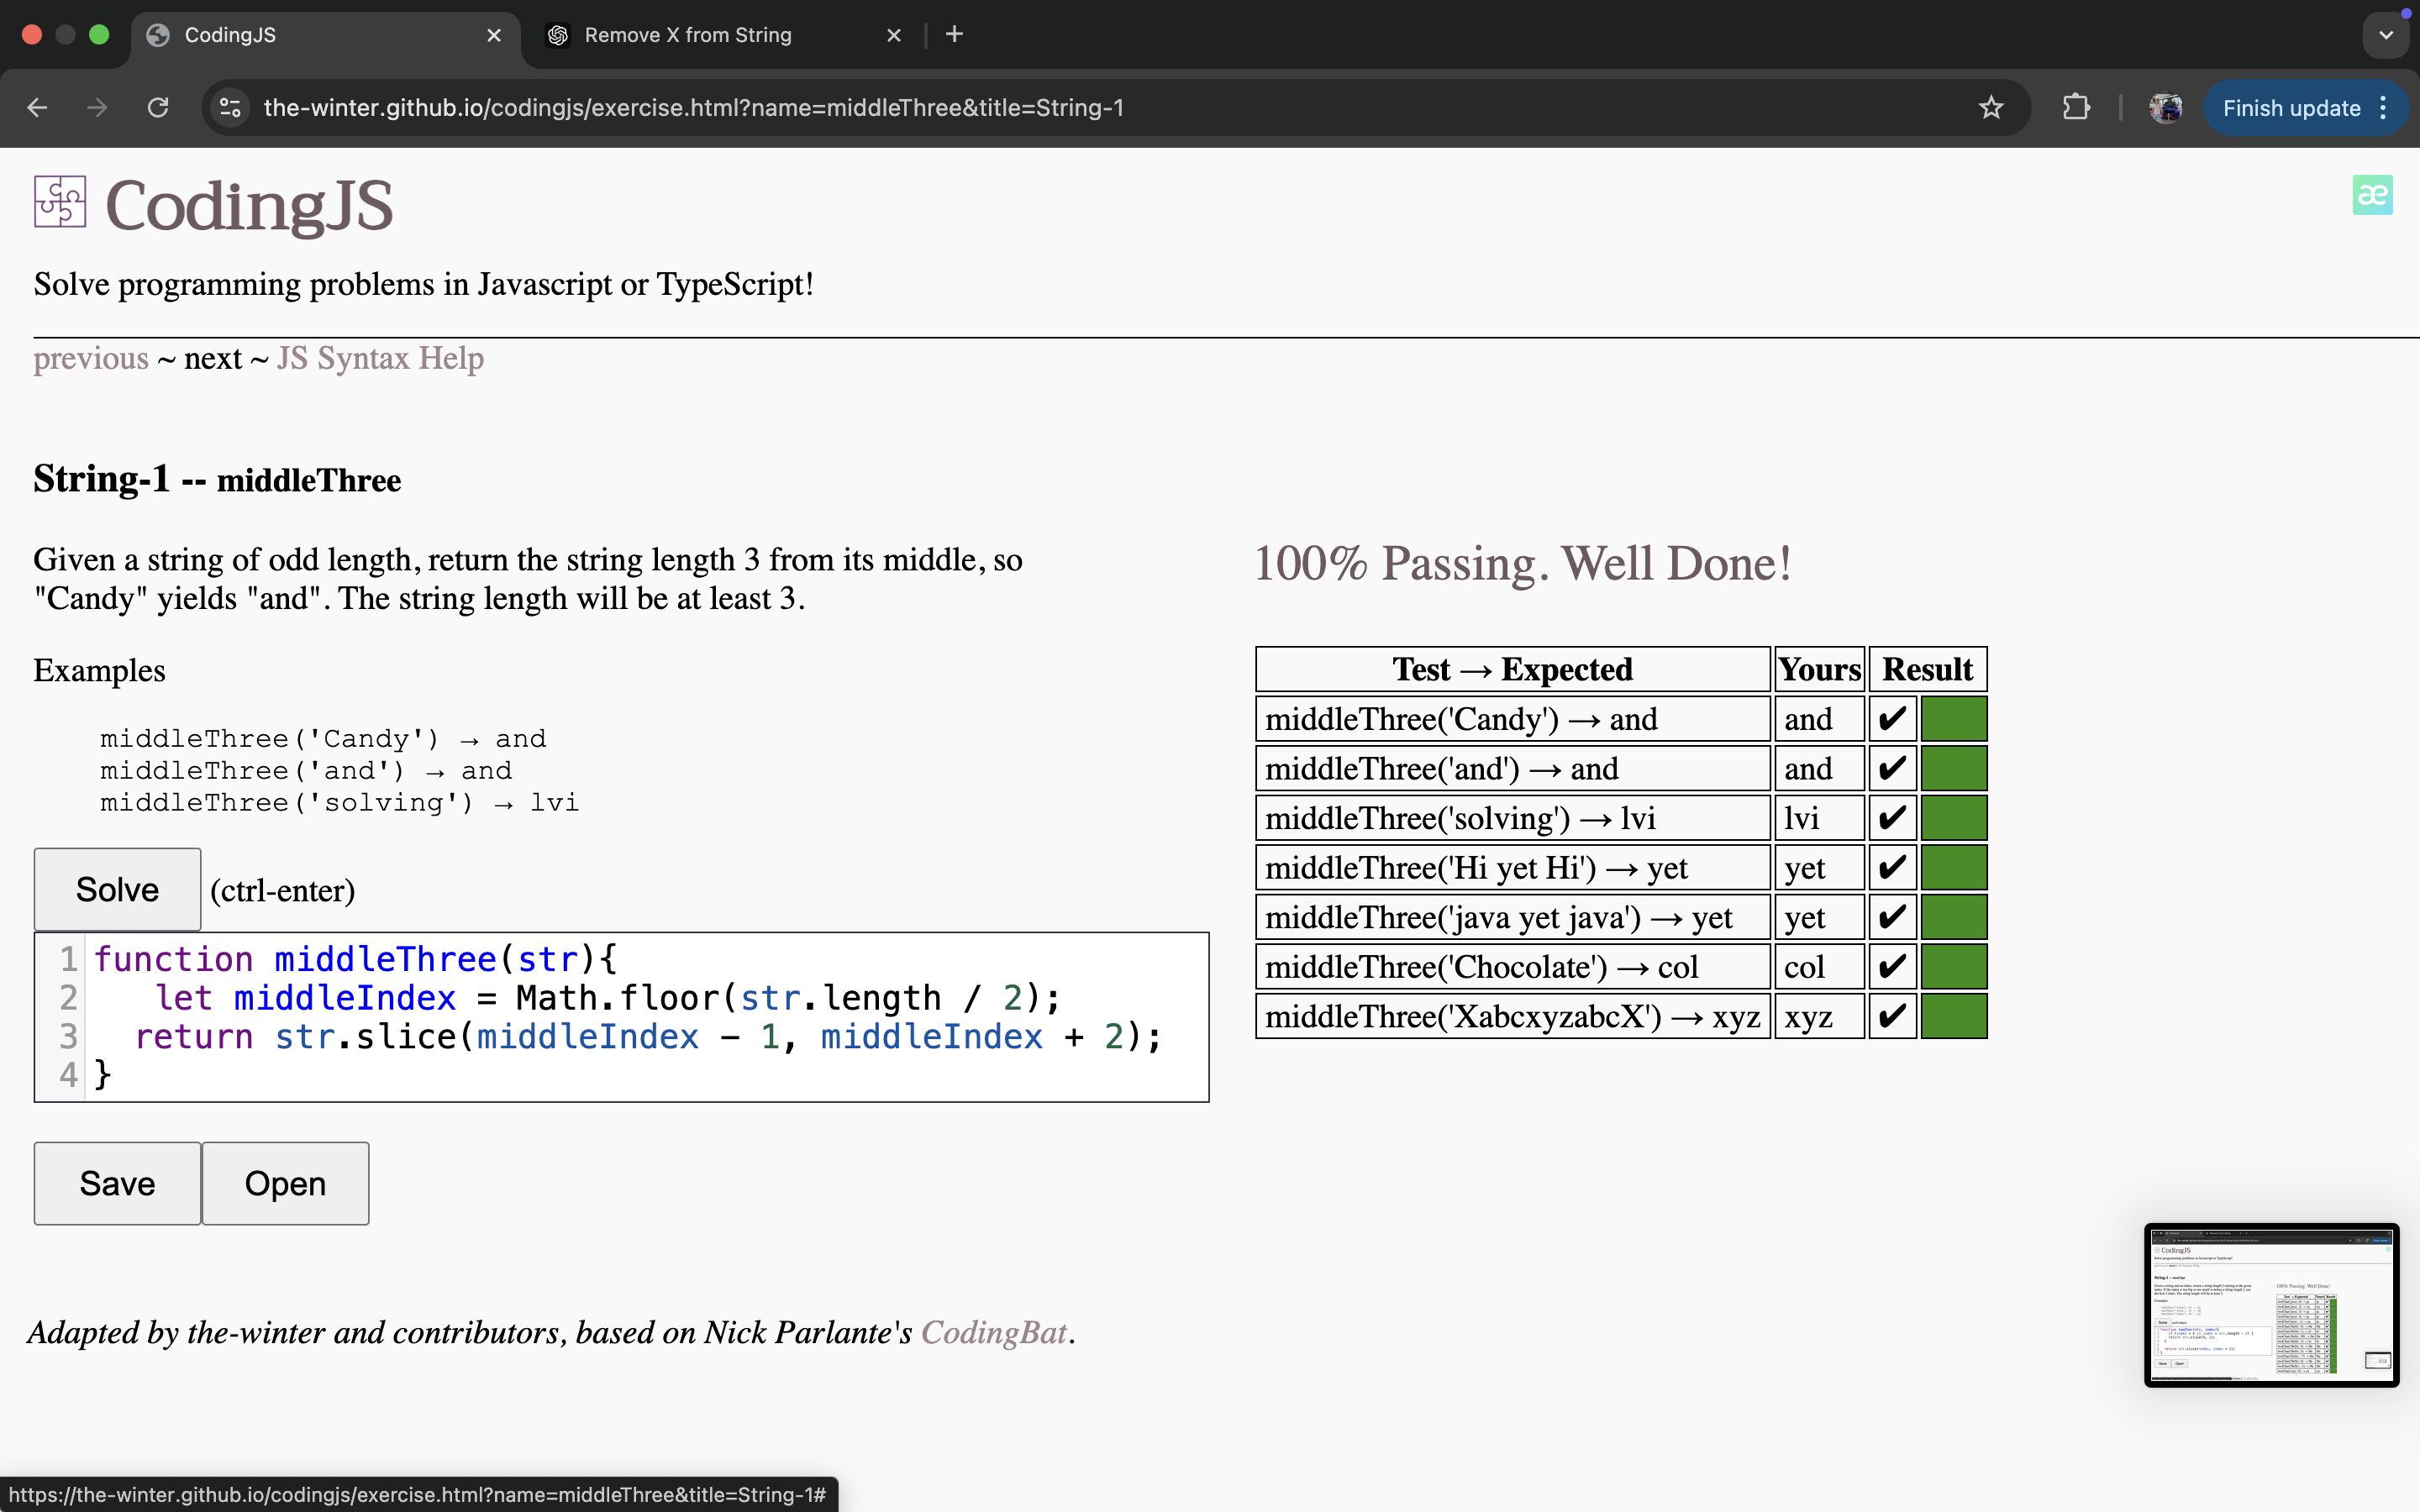 CodingJS
Remove X from String
the-winter.github.io/codingjs/exercise.html?name=middleThree&title=String-1
Finish update
CodingJS
æ
Solve programming problems in Javascript or TypeScript!
previous ~ next ~ JS Syntax Help
String-1 -- middleThree
Given a string of odd length, return the string length 3 from its middle, so
"Candy" yields "and". The string length will be at least 3.
Examples
middleThree('Candy') → and
middleThree('and') → and
middleThree('solving') → lvi
Solve (ctrl-enter)
1 function middleThree(str){
2 let middleIndex = Math.floor(str.length / 2);
3 return str.slice(middleIndex - 1, middleIndex + 2);
4 }
Save Open
100% Passing. Well Done!
Test → Expected Yours Result
middleThree('Candy') → and and ✔
middleThree('and') → and and ✔
middleThree('solving') → lvi lvi ✔
middleThree('Hi yet Hi') → yet yet ✔
middleThree('java yet java') → yet yet ✔
middleThree('Chocolate') → col col ✔
middleThree('XabcxyzabcX') → xyz xyz ✔
Adapted by the-winter and contributors, based on Nick Parlante's CodingBat.
CodingJS
100% Passing. Well Done!
https://the-winter.github.io/codingjs/exercise.html?name=middleThree&title=String-1#